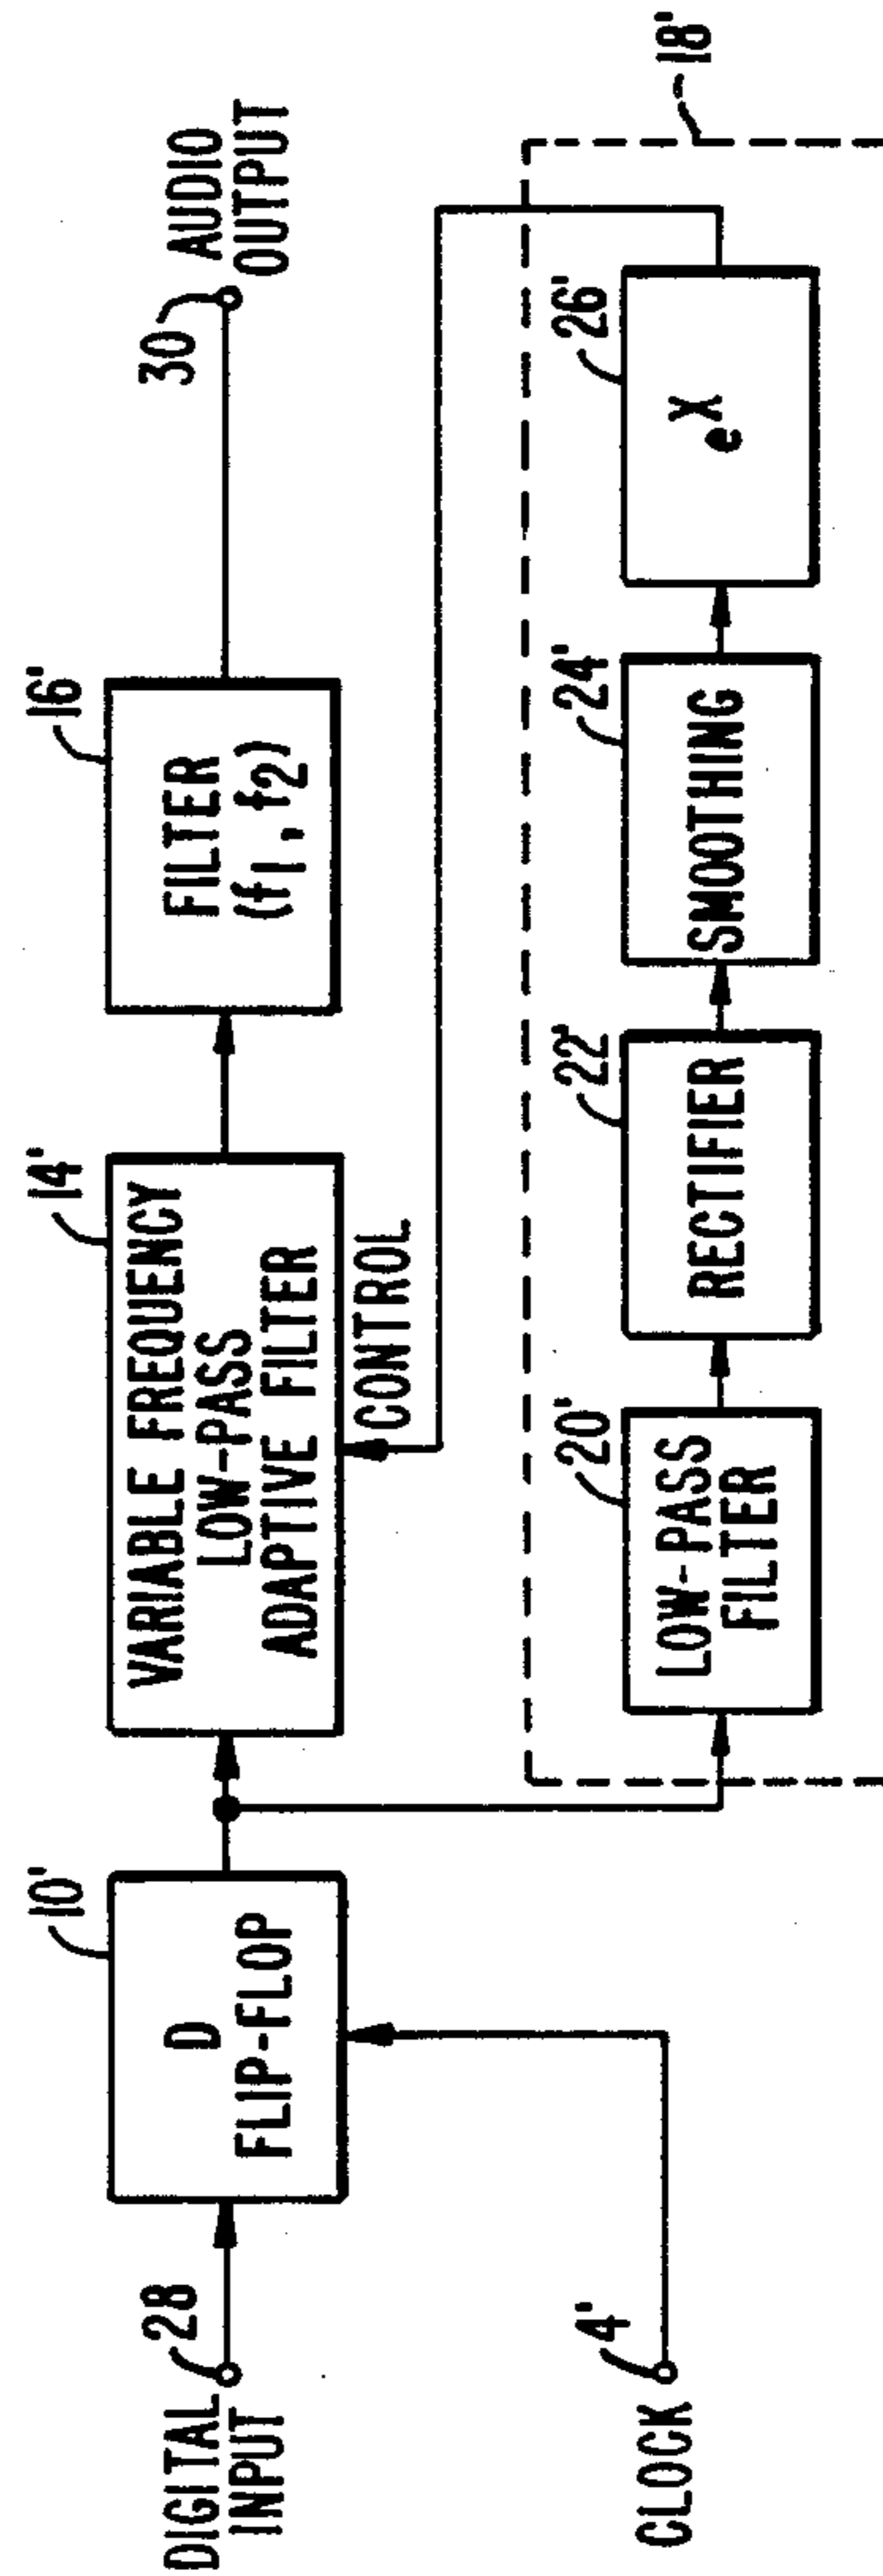 DIGITAL
INPUT
28
10'
D
FLIP-FLOP
CLOCK
4'
14'
VARIABLE FREQUENCY
LOW-PASS
ADAPTIVE FILTER
CONTROL
16'
FILTER
(f1, f2)
30
AUDIO
OUTPUT
18'
20'
LOW-PASS
FILTER
22'
RECTIFIER
24'
SMOOTHING
26'
eX